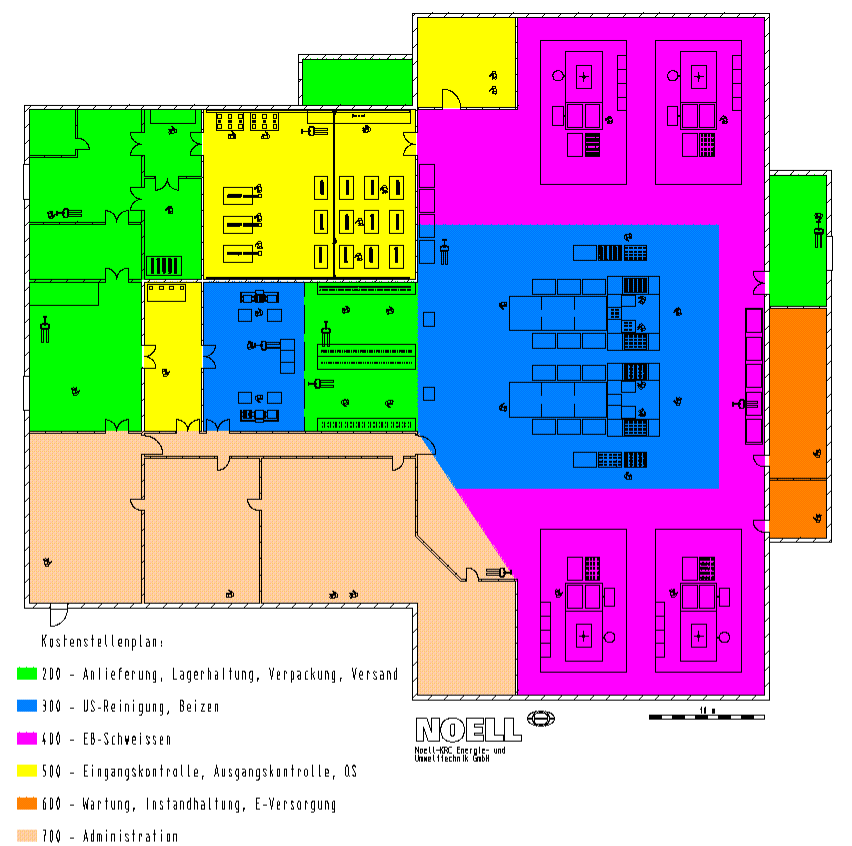 Kostenstellenplan:
200 - Anlieferung, Lagerhaltung, Verpackung, Versand
300 - US-Reinigung, Beizen
400 - EB-Schweissen
500 - Eingangskontrolle, Ausgangskontrolle, QS
600 - Wartung, Instandhaltung, E-Versorgung
700 - Administration
10 m
NOELL
Noell-KRC Energie- und
Umwelttechnik GmbH